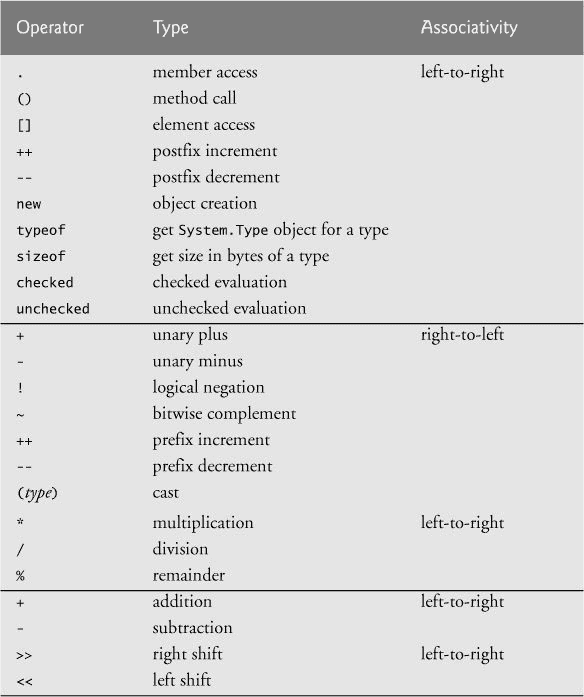 Operator Type Associativity
. member access left-to-right
() method call
[] element access
++ postfix increment
-- postfix decrement
new object creation
typeof get System.Type object for a type
sizeof get size in bytes of a type
checked checked evaluation
unchecked unchecked evaluation
+ unary plus right-to-left
- unary minus
! logical negation
~ bitwise complement
++ prefix increment
-- prefix decrement
(type) cast
* multiplication left-to-right
/ division
% remainder
+ addition left-to-right
- subtraction
>> right shift left-to-right
<< left shift